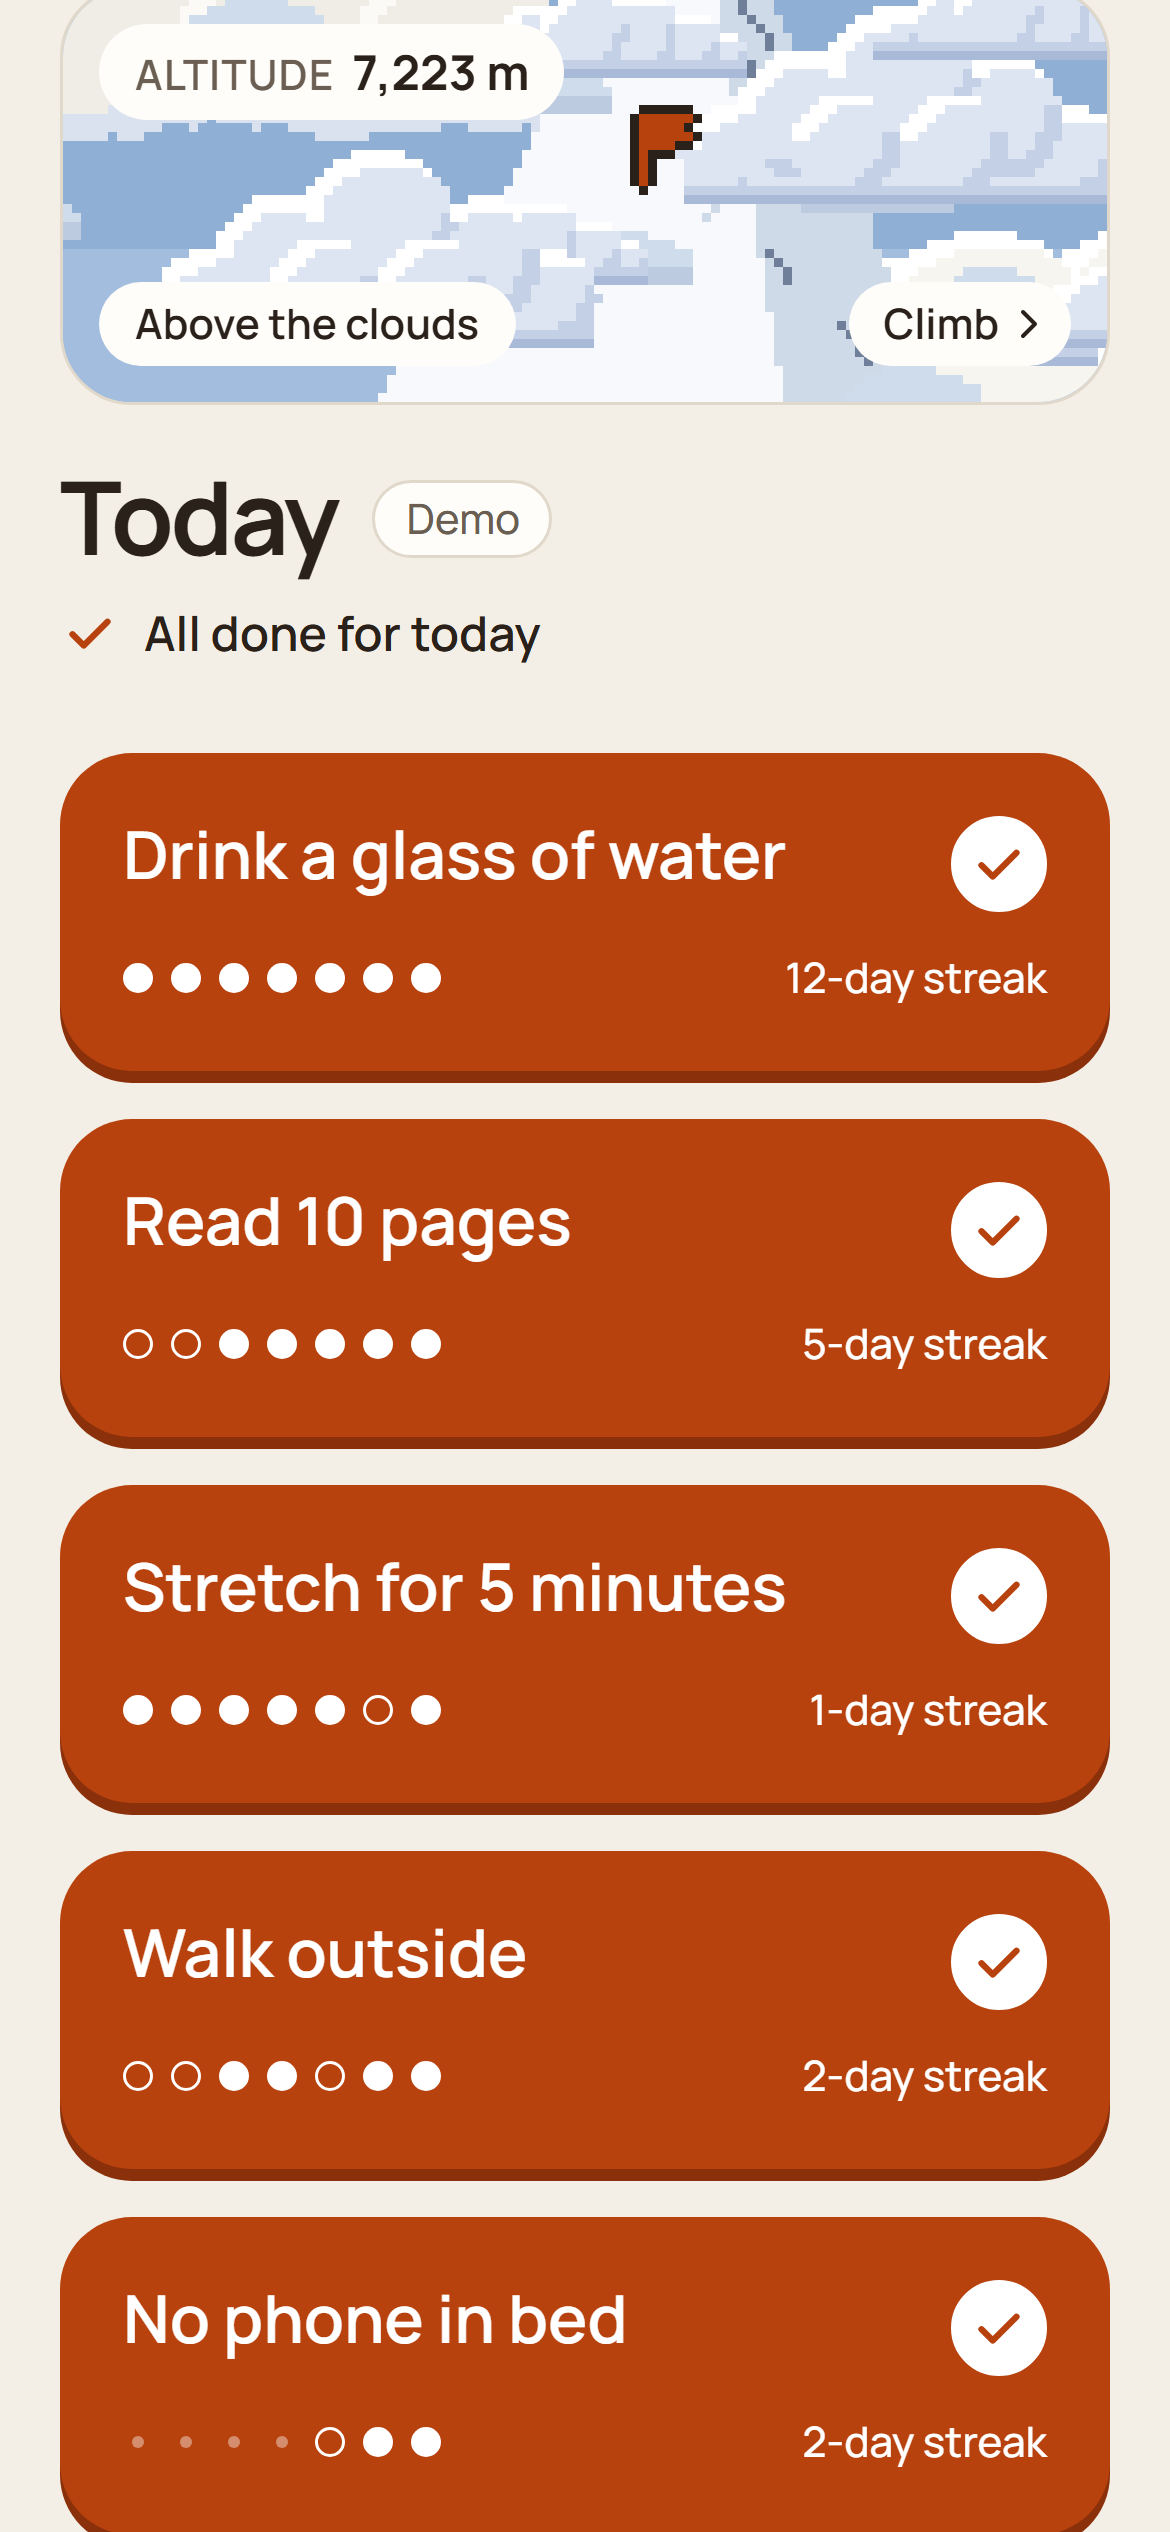 ALTITUDE 7,223 m
Above the clouds
Climb
Today
Demo
All done for today
Drink a glass of water
12-day streak
Read 10 pages
5-day streak
Stretch for 5 minutes
1-day streak
Walk outside
2-day streak
No phone in bed
2-day streak